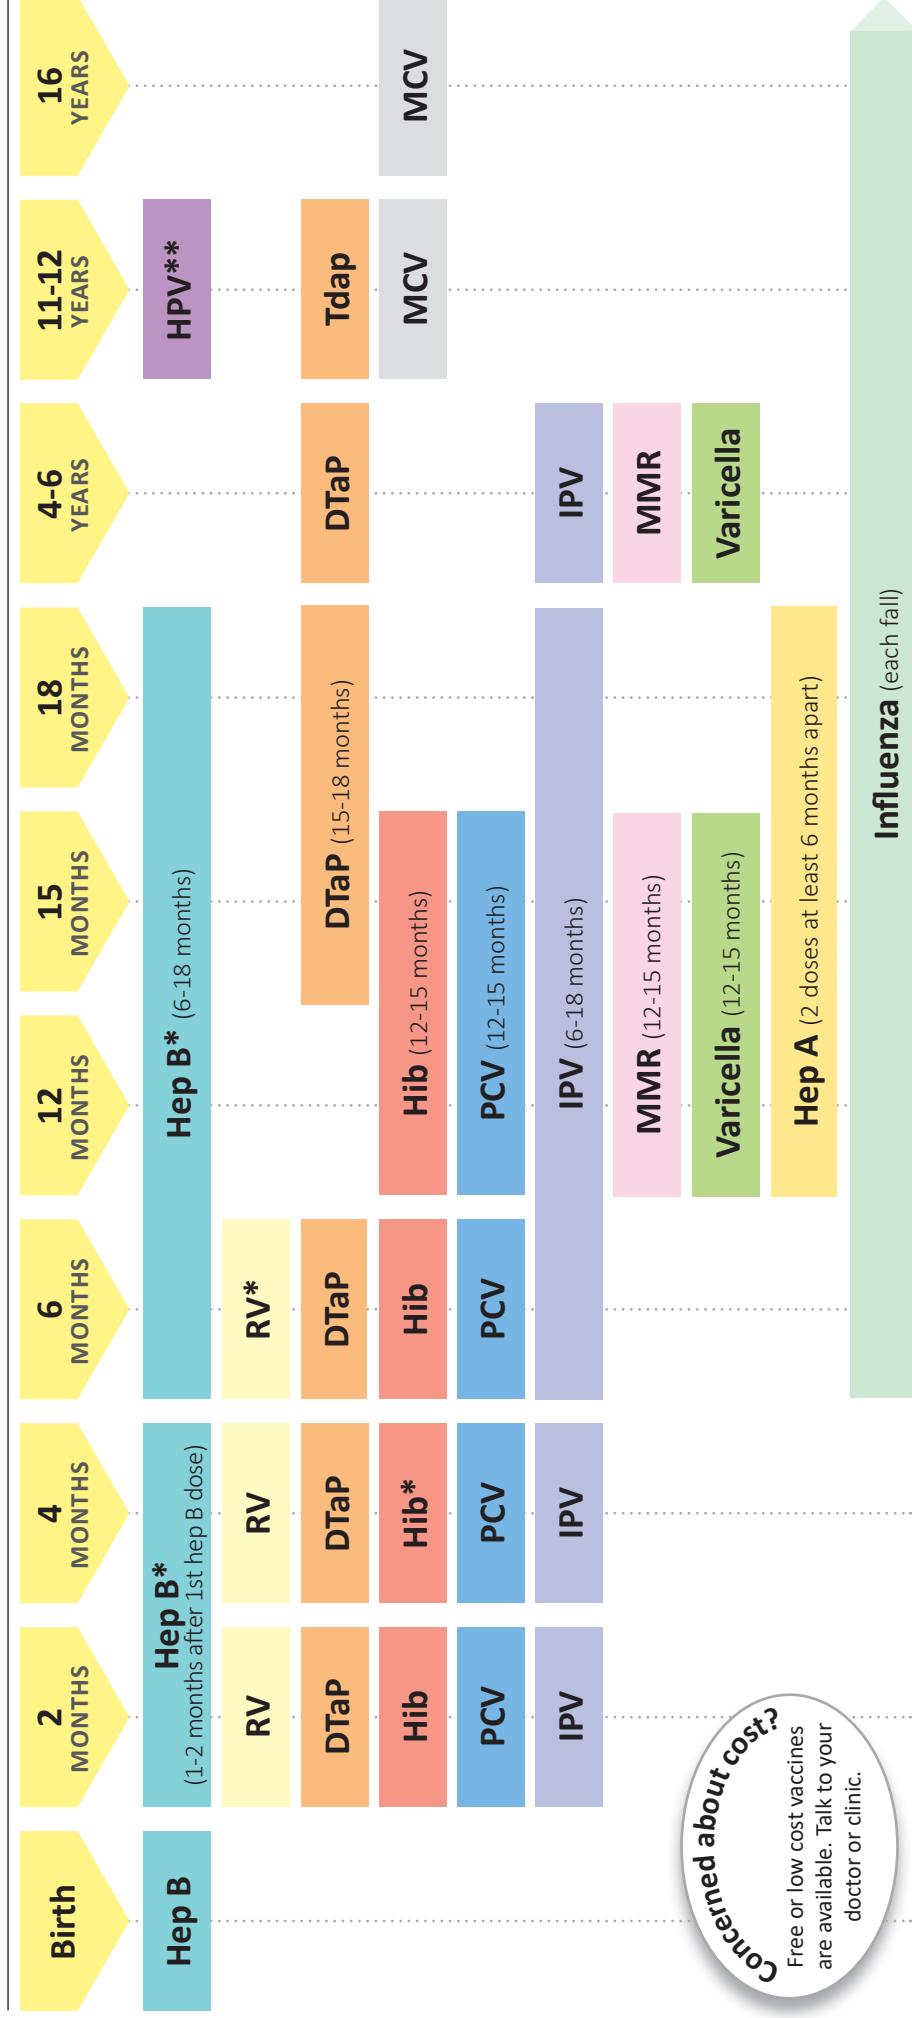 Birth
2
MONTHS
4
MONTHS
6
MONTHS
12
MONTHS
15
MONTHS
18
MONTHS
4-6
YEARS
11-12
YEARS
16
YEARS
Hep B
Hep B*
(1-2 months after 1st hep B dose)
Hep B* (6-18 months)
HPV**
RV
RV
RV*
DTaP
DTaP
DTaP
DTaP (15-18 months)
DTaP
Tdap
Hib
Hib*
Hib
Hib (12-15 months)
MCV
MCV
PCV
PCV
PCV
PCV (12-15 months)
IPV
IPV
IPV (6-18 months)
IPV
MMR (12-15 months)
MMR
Varicella (12-15 months)
Varicella
Hep A (2 doses at least 6 months apart)
Influenza (each fall)
Concerned about cost?
Free or low cost vaccines
are available. Talk to your
doctor or clinic.